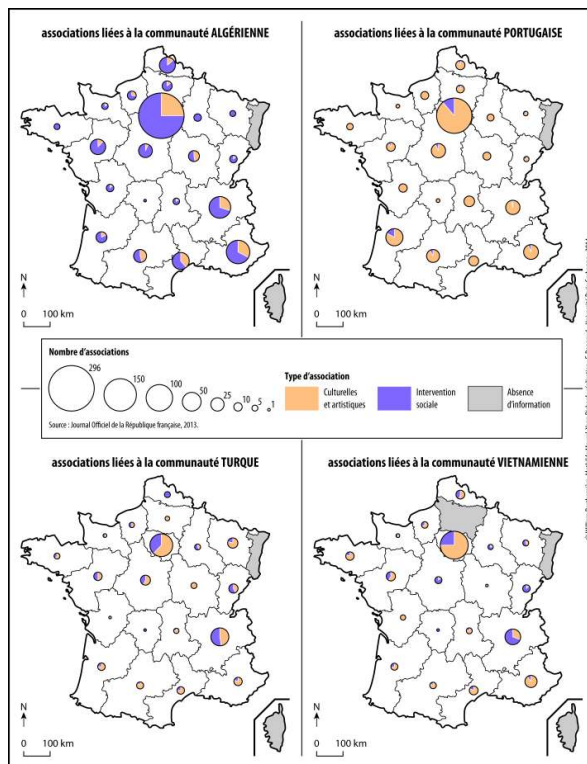 associations liées à la communauté ALGÉRIENNE
associations liées à la communauté PORTUGAISE
N
0 100 km
N
0 100 km
Nombre d'associations
296
150
100
50
25
10
5
1
Source : Journal Officiel de la République française, 2013.
Type d'association
Culturelles
et artistiques
Intervention
sociale
Absence
d'information
associations liées à la communauté TURQUE
associations liées à la communauté VIETNAMIENNE
N
0 100 km
N
0 100 km